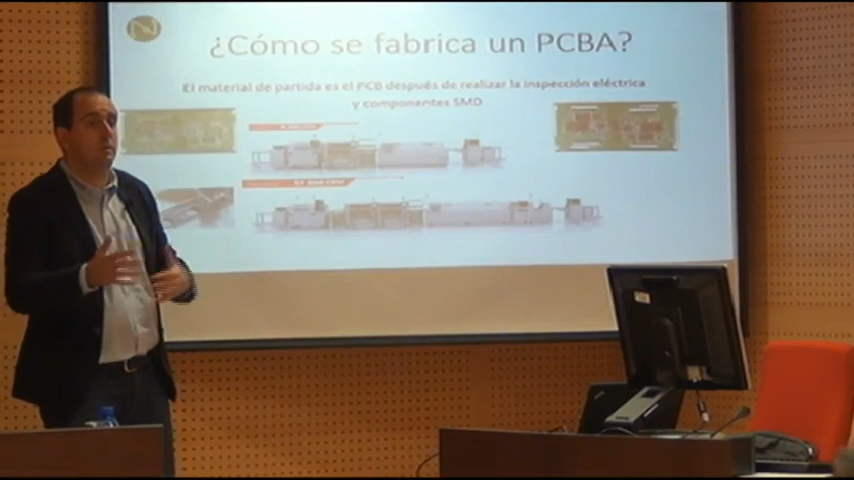 ¿Cómo se fabrica un PCBA?
El material de partida es el PCB después de realizar la inspección eléctrica
y componentes SMD